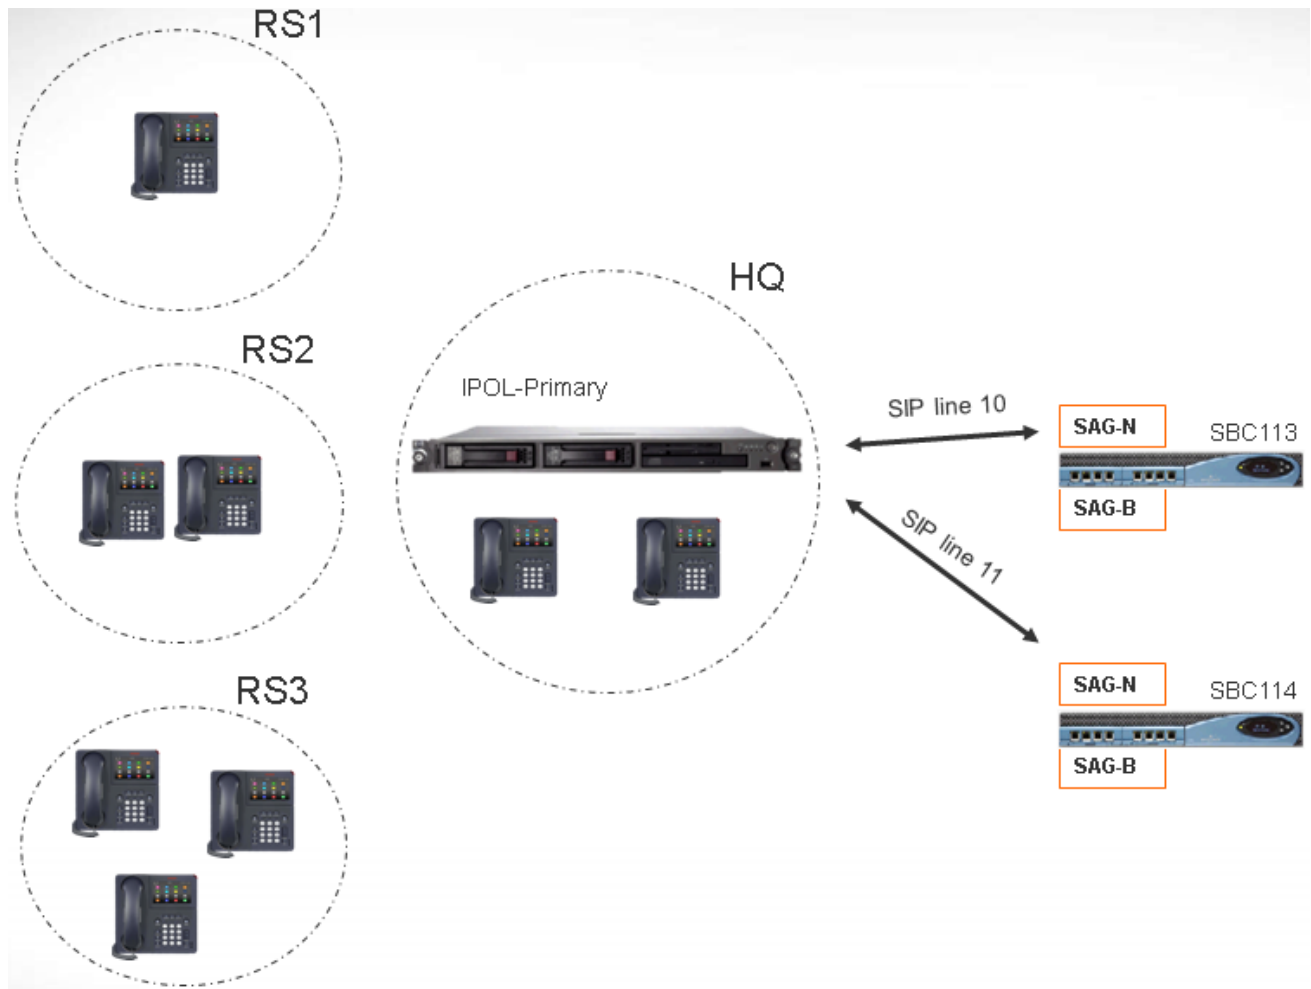 RS1
HQ
RS2
IPOL-Primary
SIP line 10
SAG-N
SBC113
SAG-B
SIP line 11
RS3
SAG-N
SBC114
SAG-B